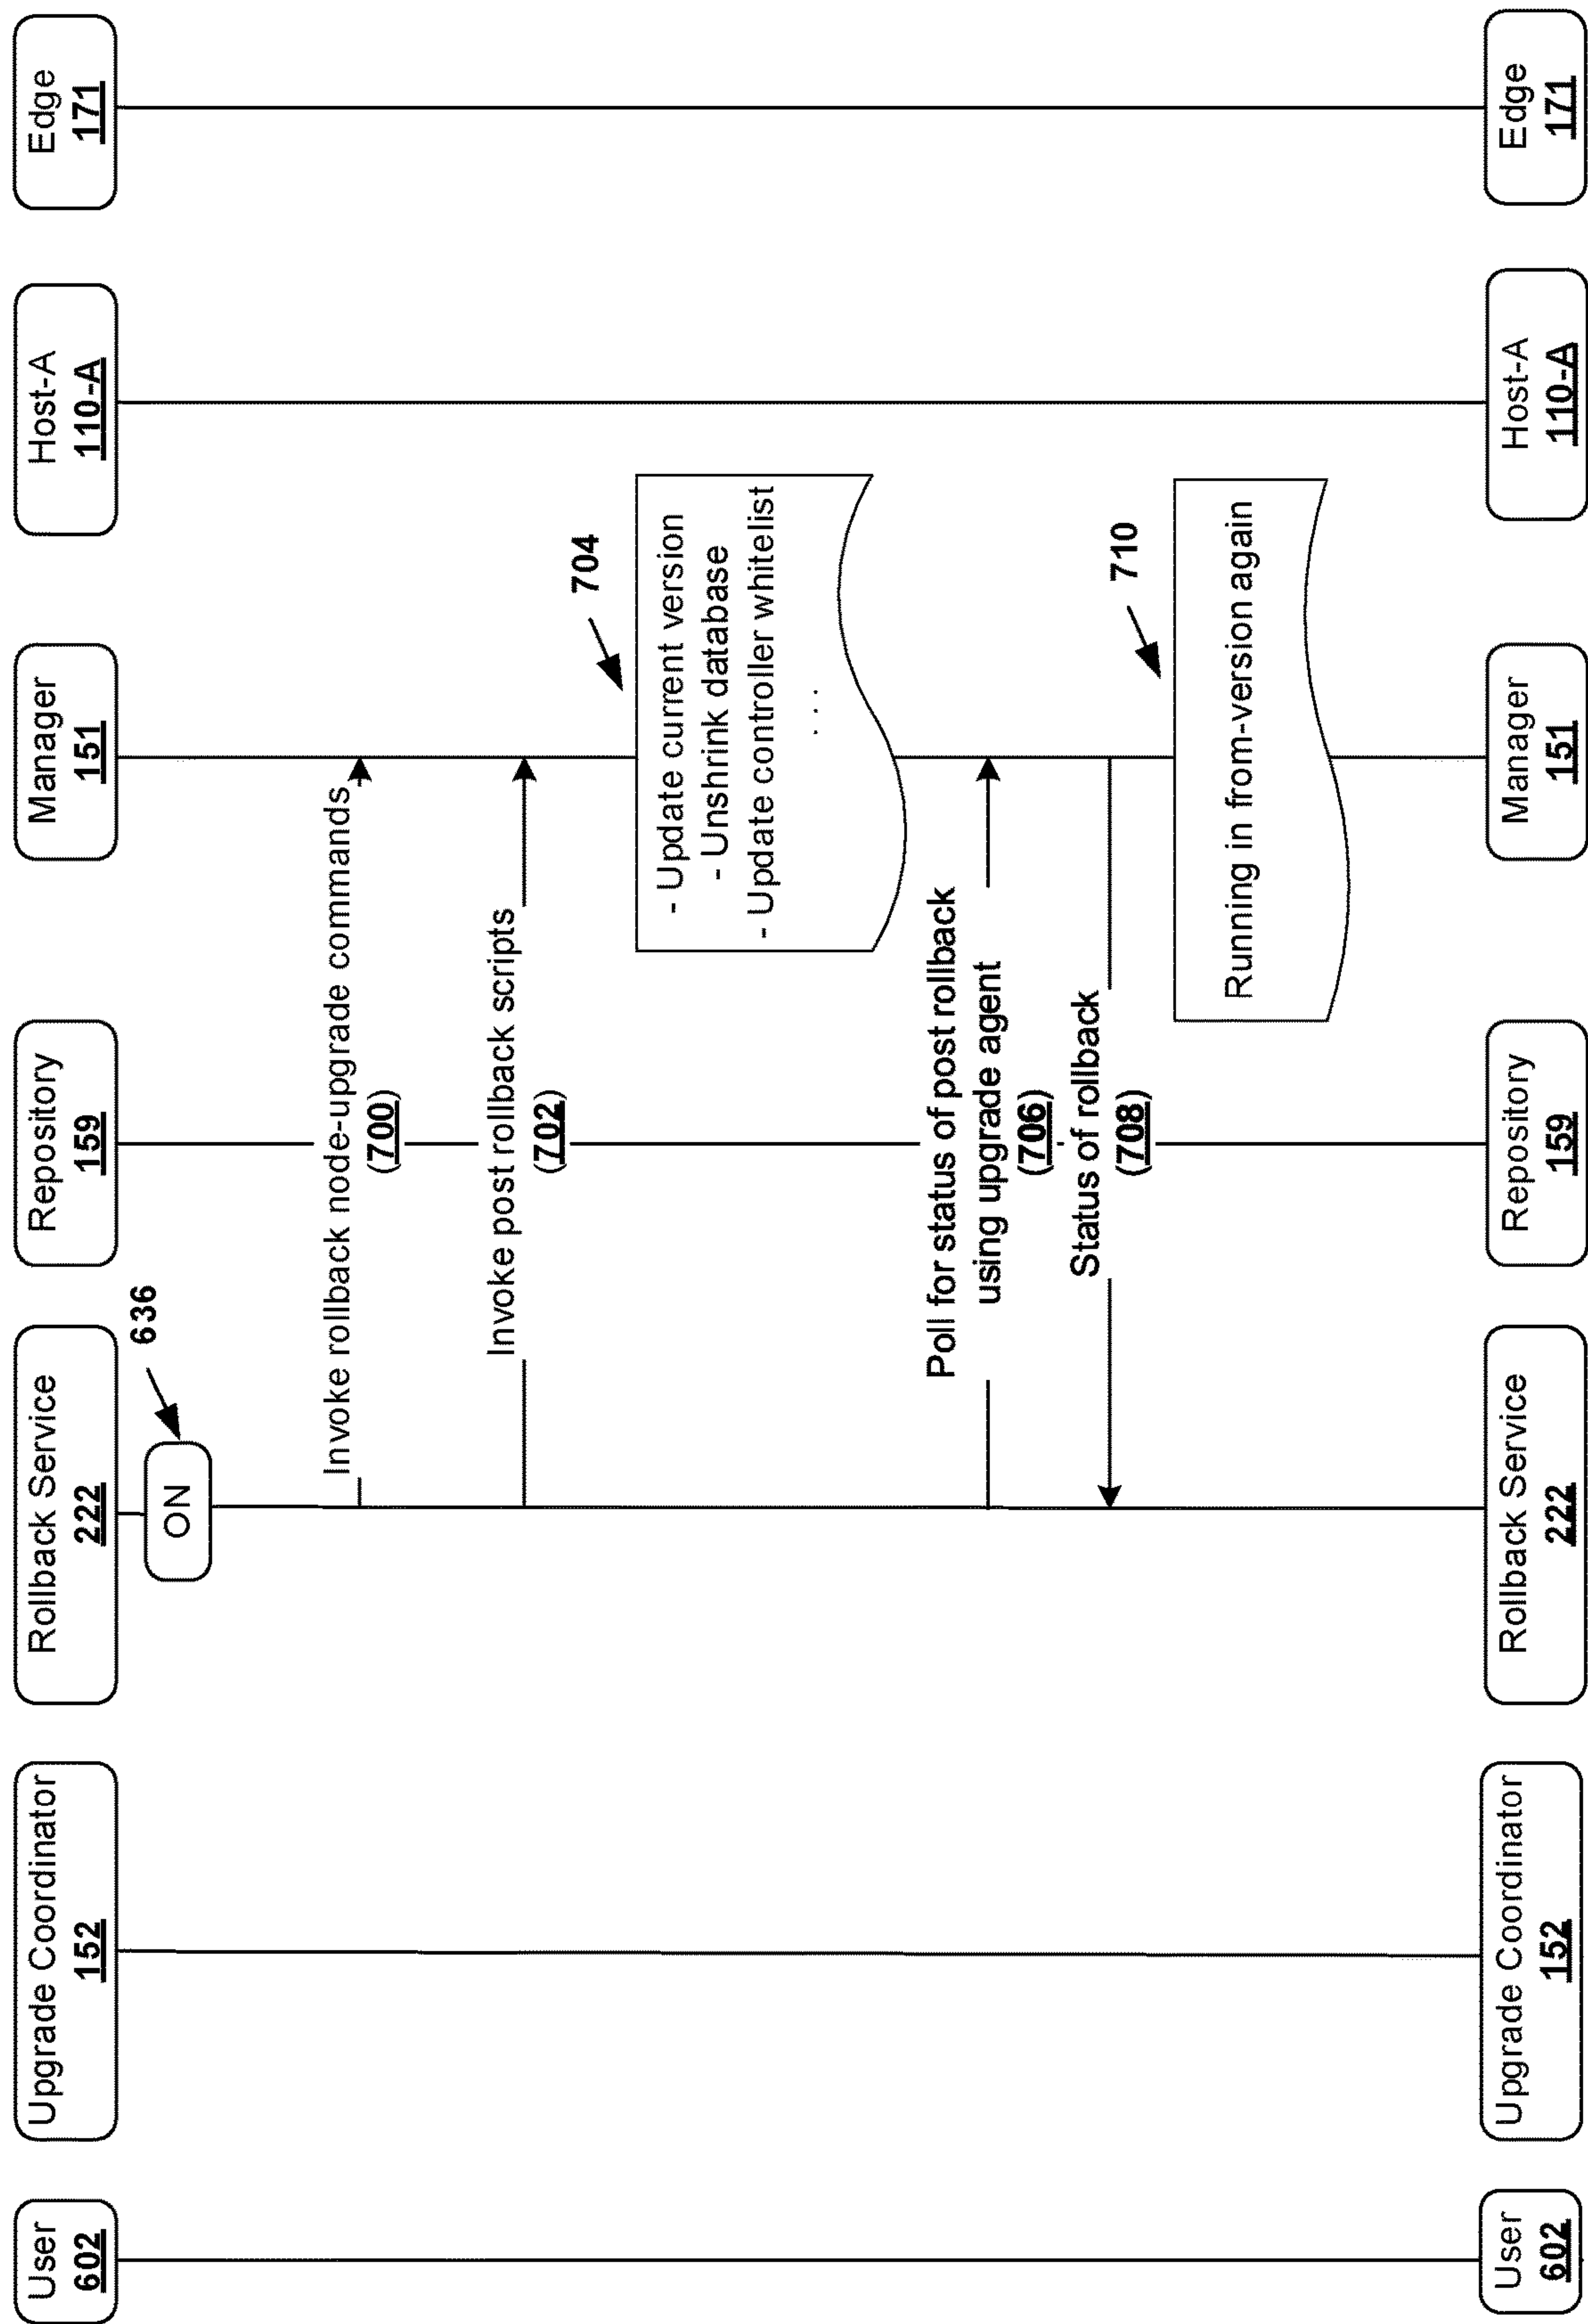 User
602
Upgrade Coordinator
152
Rollback Service
222
Repository
159
Manager
151
Host-A
110-A
Edge
171
636
ON
Invoke rollback node-upgrade commands
(700)
Invoke post rollback scripts
(702)
704
- Update current version
- Unshrink database
- Update controller whitelist
. . . .
Poll for status of post rollback
using upgrade agent
(706)
Status of rollback
(708)
710
Running in from-version again
User
602
Upgrade Coordinator
152
Rollback Service
222
Repository
159
Manager
151
Host-A
110-A
Edge
171